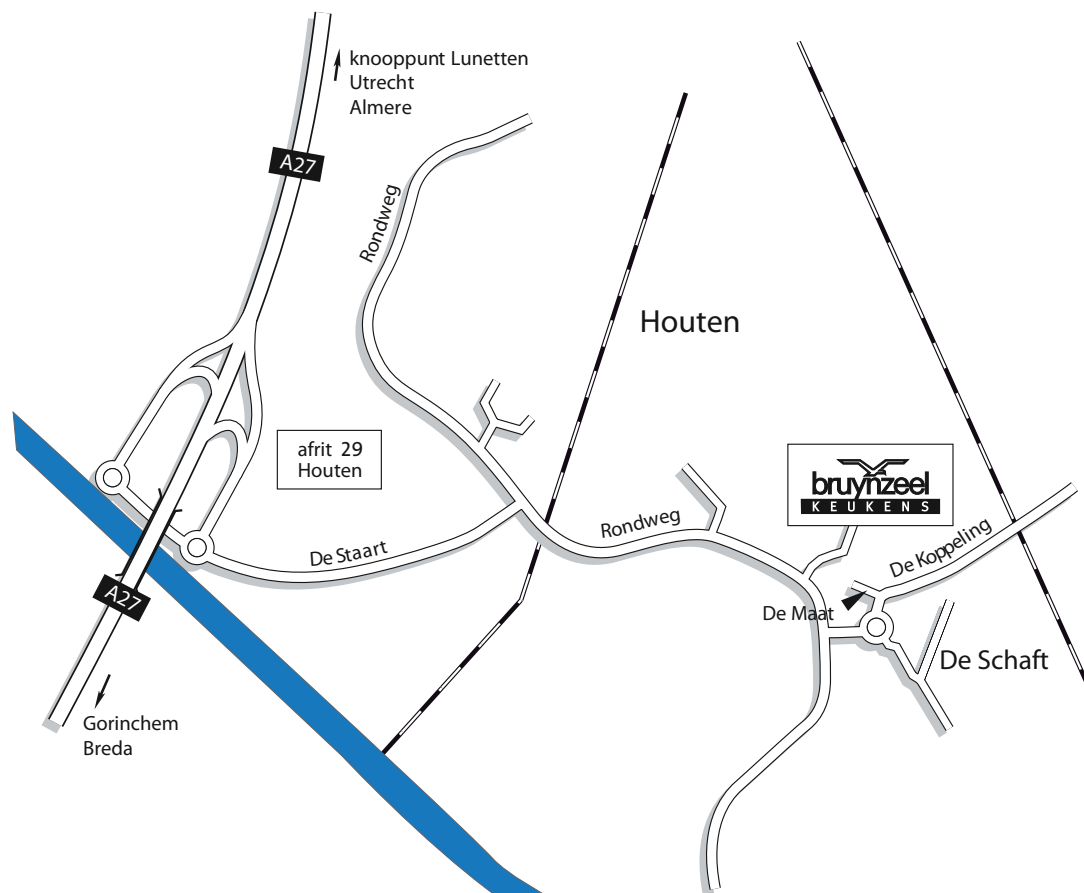 knooppunt Lunetten
Utrecht
Almere
A27
Rondweg
Houten
afrit 29
Houten
bruynzeel
KEUKENS
Rondweg
De Koppeling
De Staart
A27
De Maat
De Schaft
Gorinchem
Breda